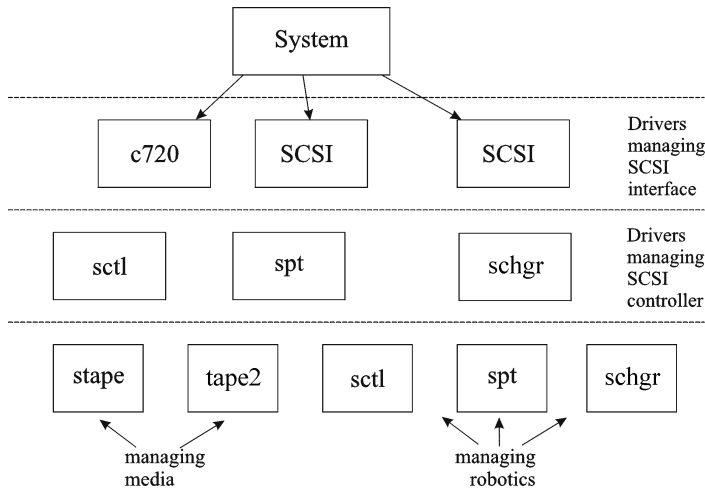 System
c720
SCSI
SCSI
Drivers
managing
SCSI
interface
sctl
spt
schgr
Drivers
managing
SCSI
controller
stape
tape2
sctl
spt
schgr
managing
media
managing
robotics